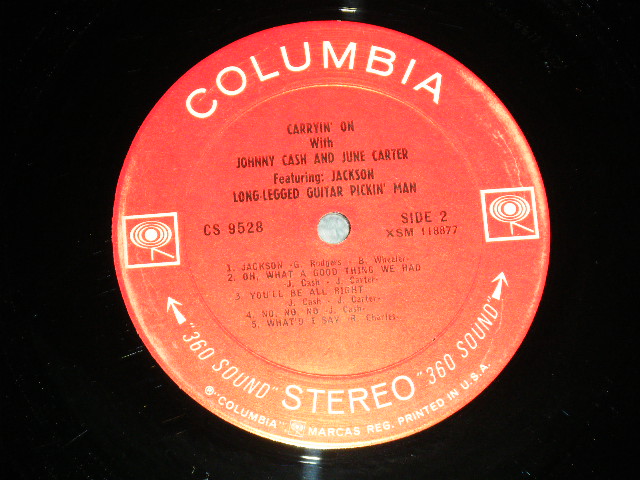 COLUMBIA
CARRYIN' ON
With
JOHNNY CASH AND JUNE CARTER
Featuring: JACKSON
LONG-LEGGED GUITAR PICKIN' MAN
CS 9528
SIDE 2
XSM 118877
1. JACKSON -G. Rodgers - B. Wheeler-
2. OH, WHAT A GOOD THING WE HAD
-J. Cash - J. Carter-
3. YOU'LL BE ALL RIGHT
-J. Cash - J. Carter-
4. NO, NO, NO -J. Cash-
5. WHAT'D I SAY -R. Charles-
"360 SOUND" STEREO "360 SOUND"
℗ "COLUMBIA" MARCAS REG. PRINTED IN U.S.A.